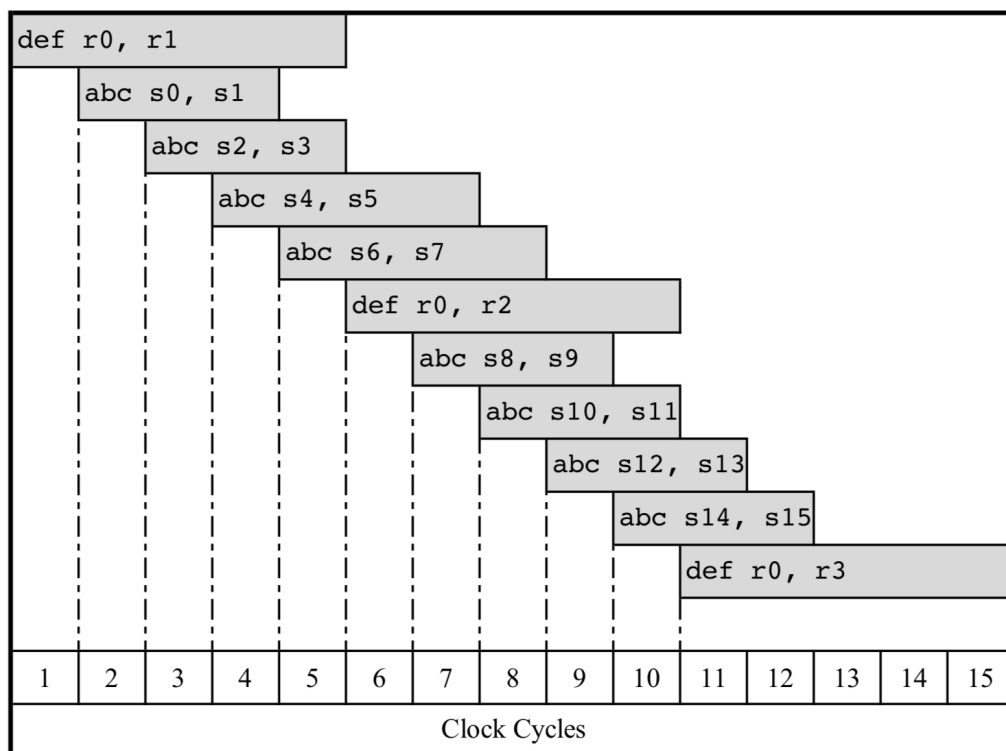 def r0, r1
abc s0, s1
abc s2, s3
abc s4, s5
abc s6, s7
def r0, r2
abc s8, s9
abc s10, s11
abc s12, s13
abc s14, s15
def r0, r3
1 2 3 4 5 6 7 8 9 10 11 12 13 14 15
Clock Cycles